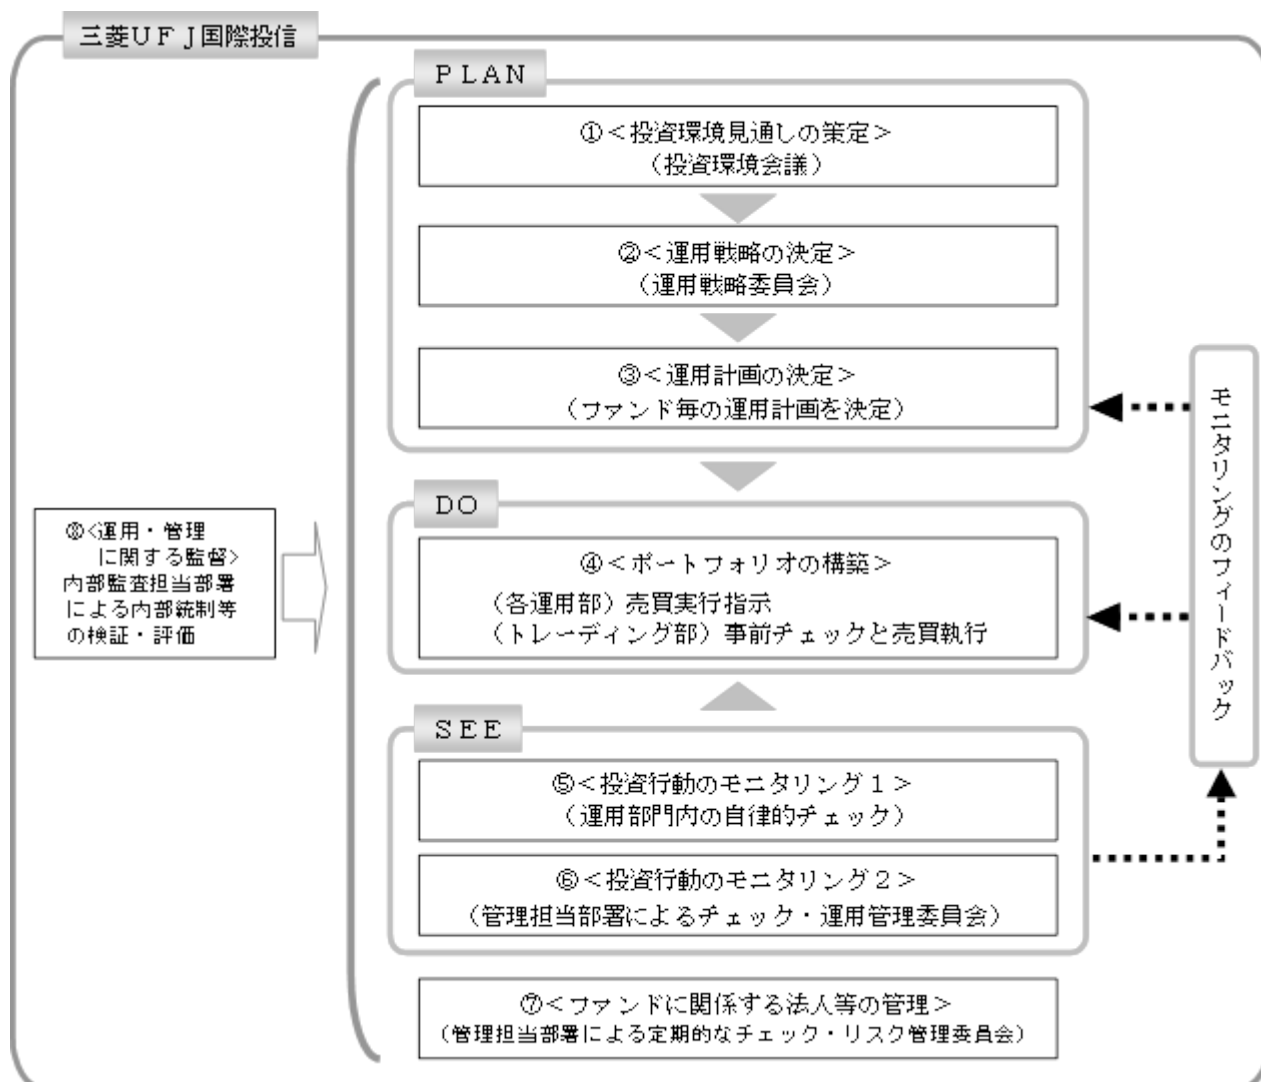 三菱ＵＦＪ国際投信
ＰＬＡＮ
①＜投資環境見通しの策定＞
（投資環境会議）
②＜運用戦略の決定＞
（運用戦略委員会）
③＜運用計画の決定＞
（ファンド毎の運用計画を決定）
ＤＯ
④＜ポートフォリオの構築＞
（各運用部）売買実行指示
（トレーディング部）事前チェックと売買執行
ＳＥＥ
⑤＜投資行動のモニタリング１＞
（運用部門内の自律的チェック）
⑥＜投資行動のモニタリング２＞
（管理担当部署によるチェック・運用管理委員会）
⑦＜ファンドに関係する法人等の管理＞
（管理担当部署による定期的なチェック・リスク管理委員会）
⑧<運用・管理
に関する監督>
内部監査担当部署
による内部統制等
の検証・評価
モニタリングのフィードバック